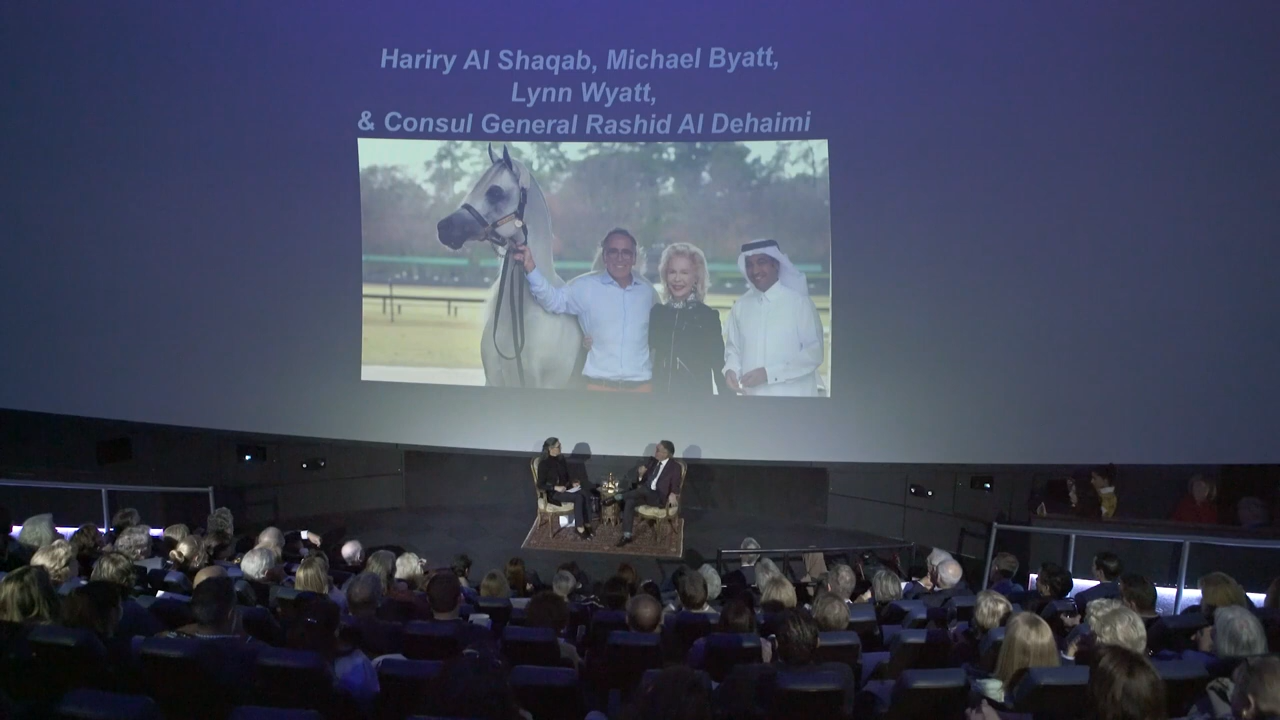 Hariry Al Shaqab, Michael Byatt,
Lynn Wyatt,
& Consul General Rashid Al Dehaimi